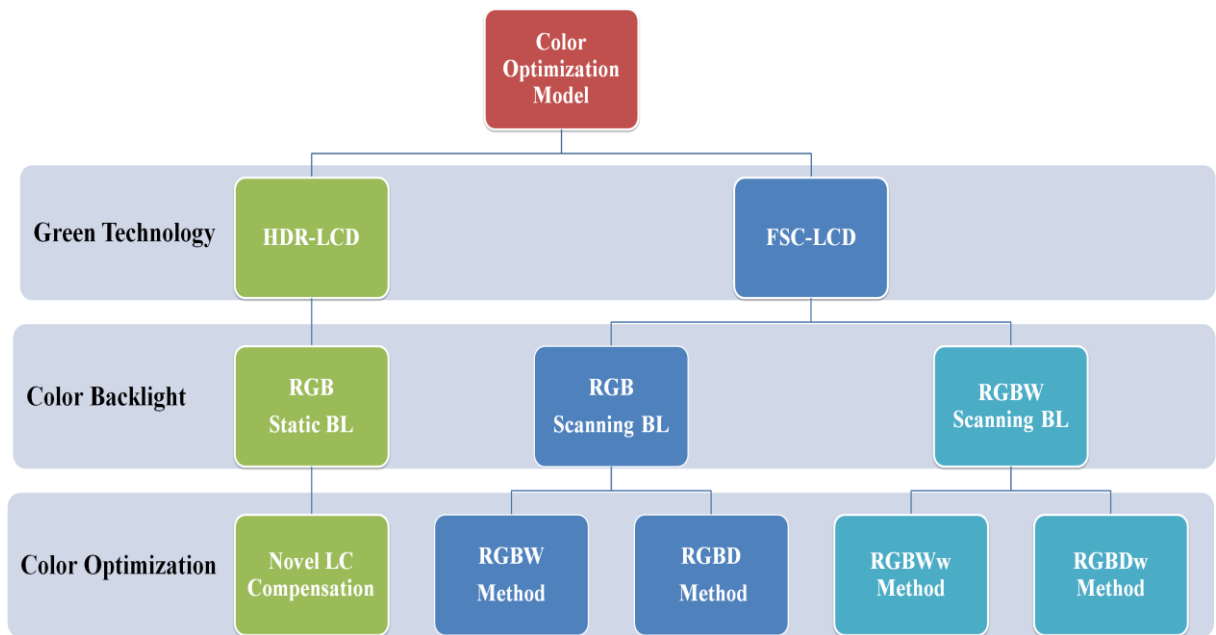 Color
Optimization
Model
Green Technology
HDR-LCD
FSC-LCD
Color Backlight
RGB
Static BL
RGB
Scanning BL
RGBW
Scanning BL
Color Optimization
Novel LC
Compensation
RGBW
Method
RGBD
Method
RGBWw
Method
RGBDw
Method